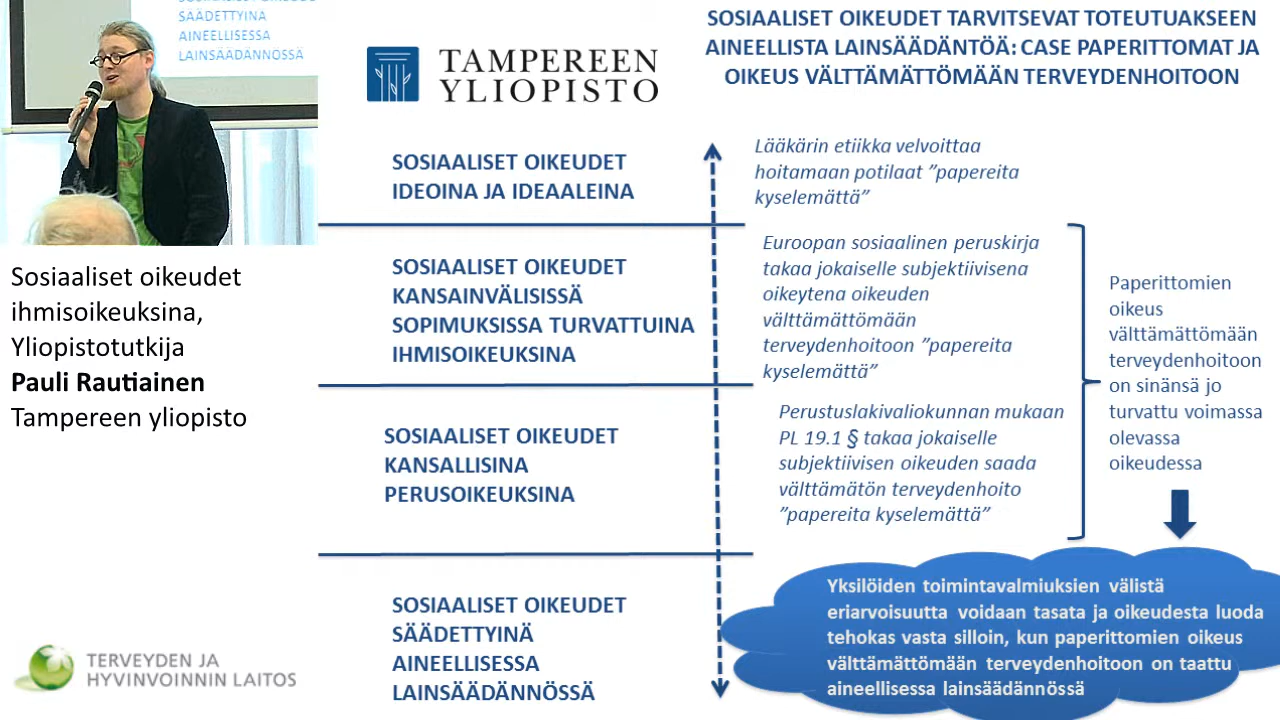 SÄÄDETTYINA
AINEELLISESSA
LAINSÄÄDÄNNÖSSÄ
Sosiaaliset oikeudet
ihmisoikeuksina,
Yliopistotutkija
Pauli Rautiainen
Tampereen yliopisto
TERVEYDEN JA
HYVINVOINNIN LAITOS
TAMPEREEN
YLIOPISTO
SOSIAALISET OIKEUDET TARVITSEVAT TOTEUTUAKSEEN
AINEELLISTA LAINSÄÄDÄNTÖÄ: CASE PAPERITTOMAT JA
OIKEUS VÄLTTÄMÄTTÖMÄÄN TERVEYDENHOITOON
SOSIAALISET OIKEUDET
IDEOINA JA IDEAALEINA
Lääkärin etiikka velvoittaa
hoitamaan potilaat ”papereita
kyselemättä”
SOSIAALISET OIKEUDET
KANSAINVÄLISISSÄ
SOPIMUKSISSA TURVATTUINA
IHMISOIKEUKSINA
Euroopan sosiaalinen peruskirja
takaa jokaiselle subjektiivisena
oikeytena oikeuden
välttämättömään
terveydenhoitoon ”papereita
kyselemättä”
SOSIAALISET OIKEUDET
KANSALLISINA
PERUSOIKEUKSINA
Perustuslakivaliokunnan mukaan
PL 19.1 § takaa jokaiselle
subjektiivisen oikeuden saada
välttämätön terveydenhoito
”papereita kyselemättä”
Paperittomien
oikeus
välttämättömään
terveydenhoitoon
on sinänsä jo
turvattu voimassa
olevassa
oikeudessa
SOSIAALISET OIKEUDET
SÄÄDETTYINÄ
AINEELLISESSA
LAINSÄÄDÄNNÖSSÄ
Yksilöiden toimintavalmiuksien välistä
eriarvoisuutta voidaan tasata ja oikeudesta luoda
tehokas vasta silloin, kun paperittomien oikeus
välttämättömään terveydenhoitoon on taattu
aineellisessa lainsäädännössä